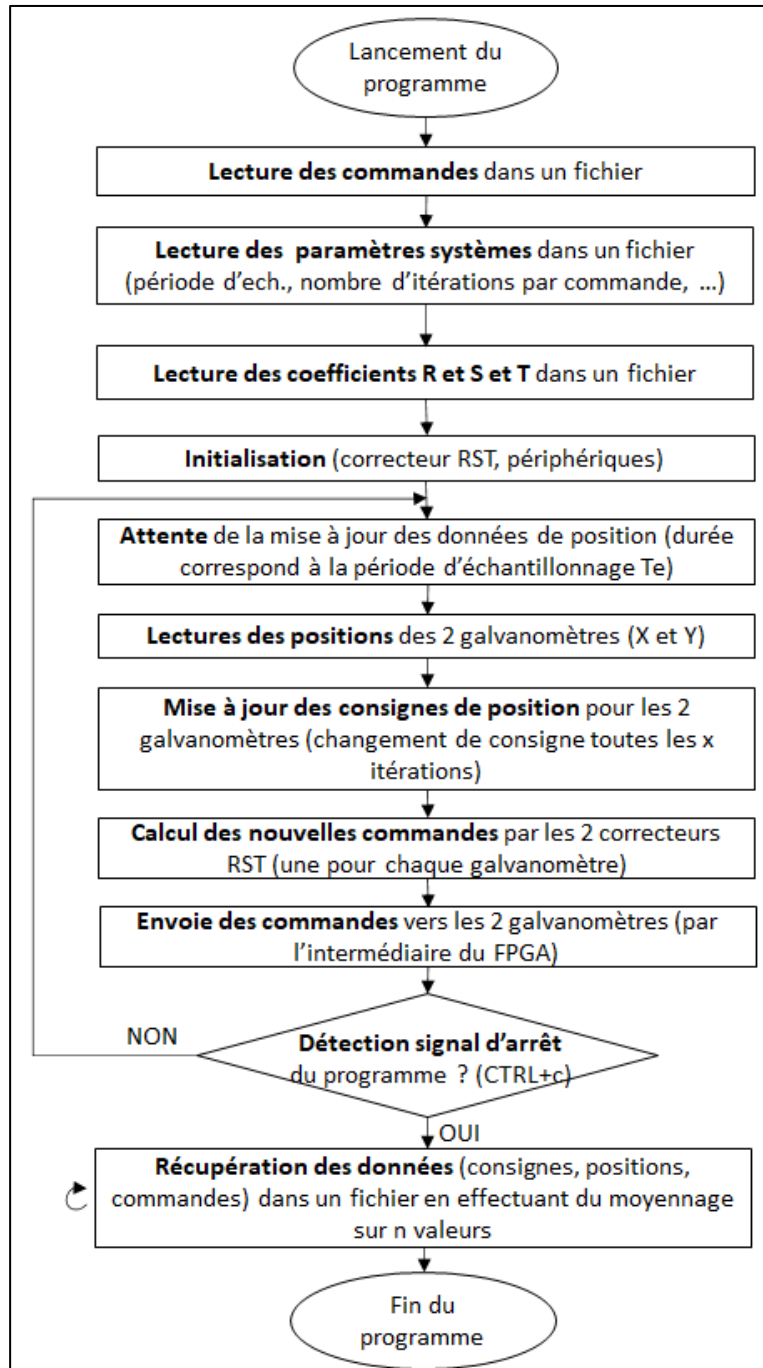 Lancement du
programme
Lecture des commandes dans un fichier
Lecture des paramètres systèmes dans un fichier
(période d'ech., nombre d'itérations par commande, ...)
Lecture des coefficients R et S et T dans un fichier
Initialisation (correcteur RST, périphériques)
Attente de la mise à jour des données de position (durée
correspond à la période d'échantillonnage Te)
Lectures des positions des 2 galvanomètres (X et Y)
Mise à jour des consignes de position pour les 2
galvanomètres (changement de consigne toutes les x
itérations)
Calcul des nouvelles commandes par les 2 correcteurs
RST (une pour chaque galvanomètre)
Envoie des commandes vers les 2 galvanomètres (par
l'intermédiaire du FPGA)
NON
Détection signal d'arrêt
du programme ? (CTRL+c)
OUI
Récupération des données (consignes, positions,
commandes) dans un fichier en effectuant du moyennage
sur n valeurs
Fin du
programme